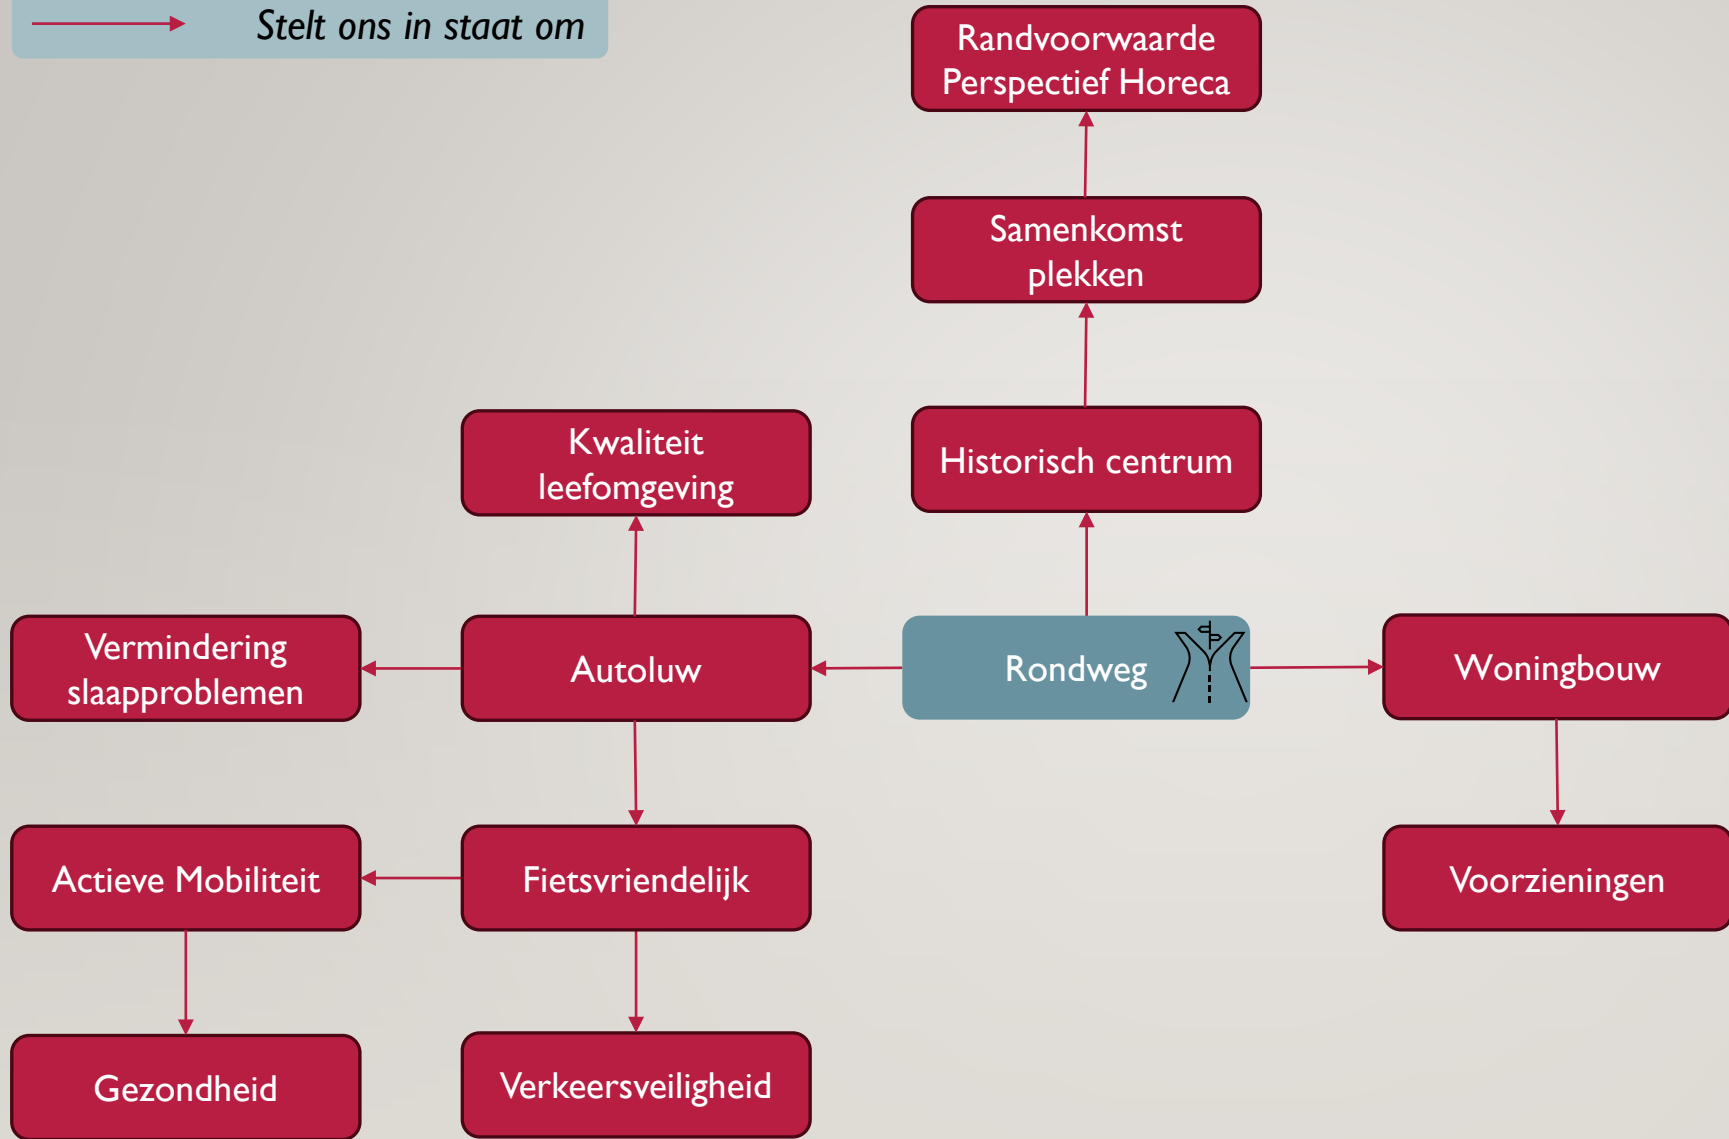 Stelt ons in staat om
Randvoorwaarde
Perspectief Horeca
Samenkomst
plekken
Kwaliteit
leefomgeving
Historisch centrum
Vermindering
slaapproblemen
Autoluw
Rondweg
Woningbouw
Actieve Mobiliteit
Fietsvriendelijk
Voorzieningen
Gezondheid
Verkeersveiligheid